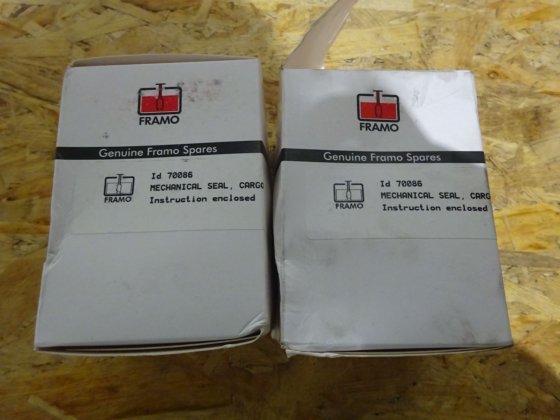 FRAMO
Genuine Framo Spares
FRAMO
Id 70086
MECHANICAL SEAL, CARGO
Instruction enclosed
FRAMO
Genuine Framo Spares
FRAMO
Id 70086
MECHANICAL SEAL, CARG
Instruction enclosed